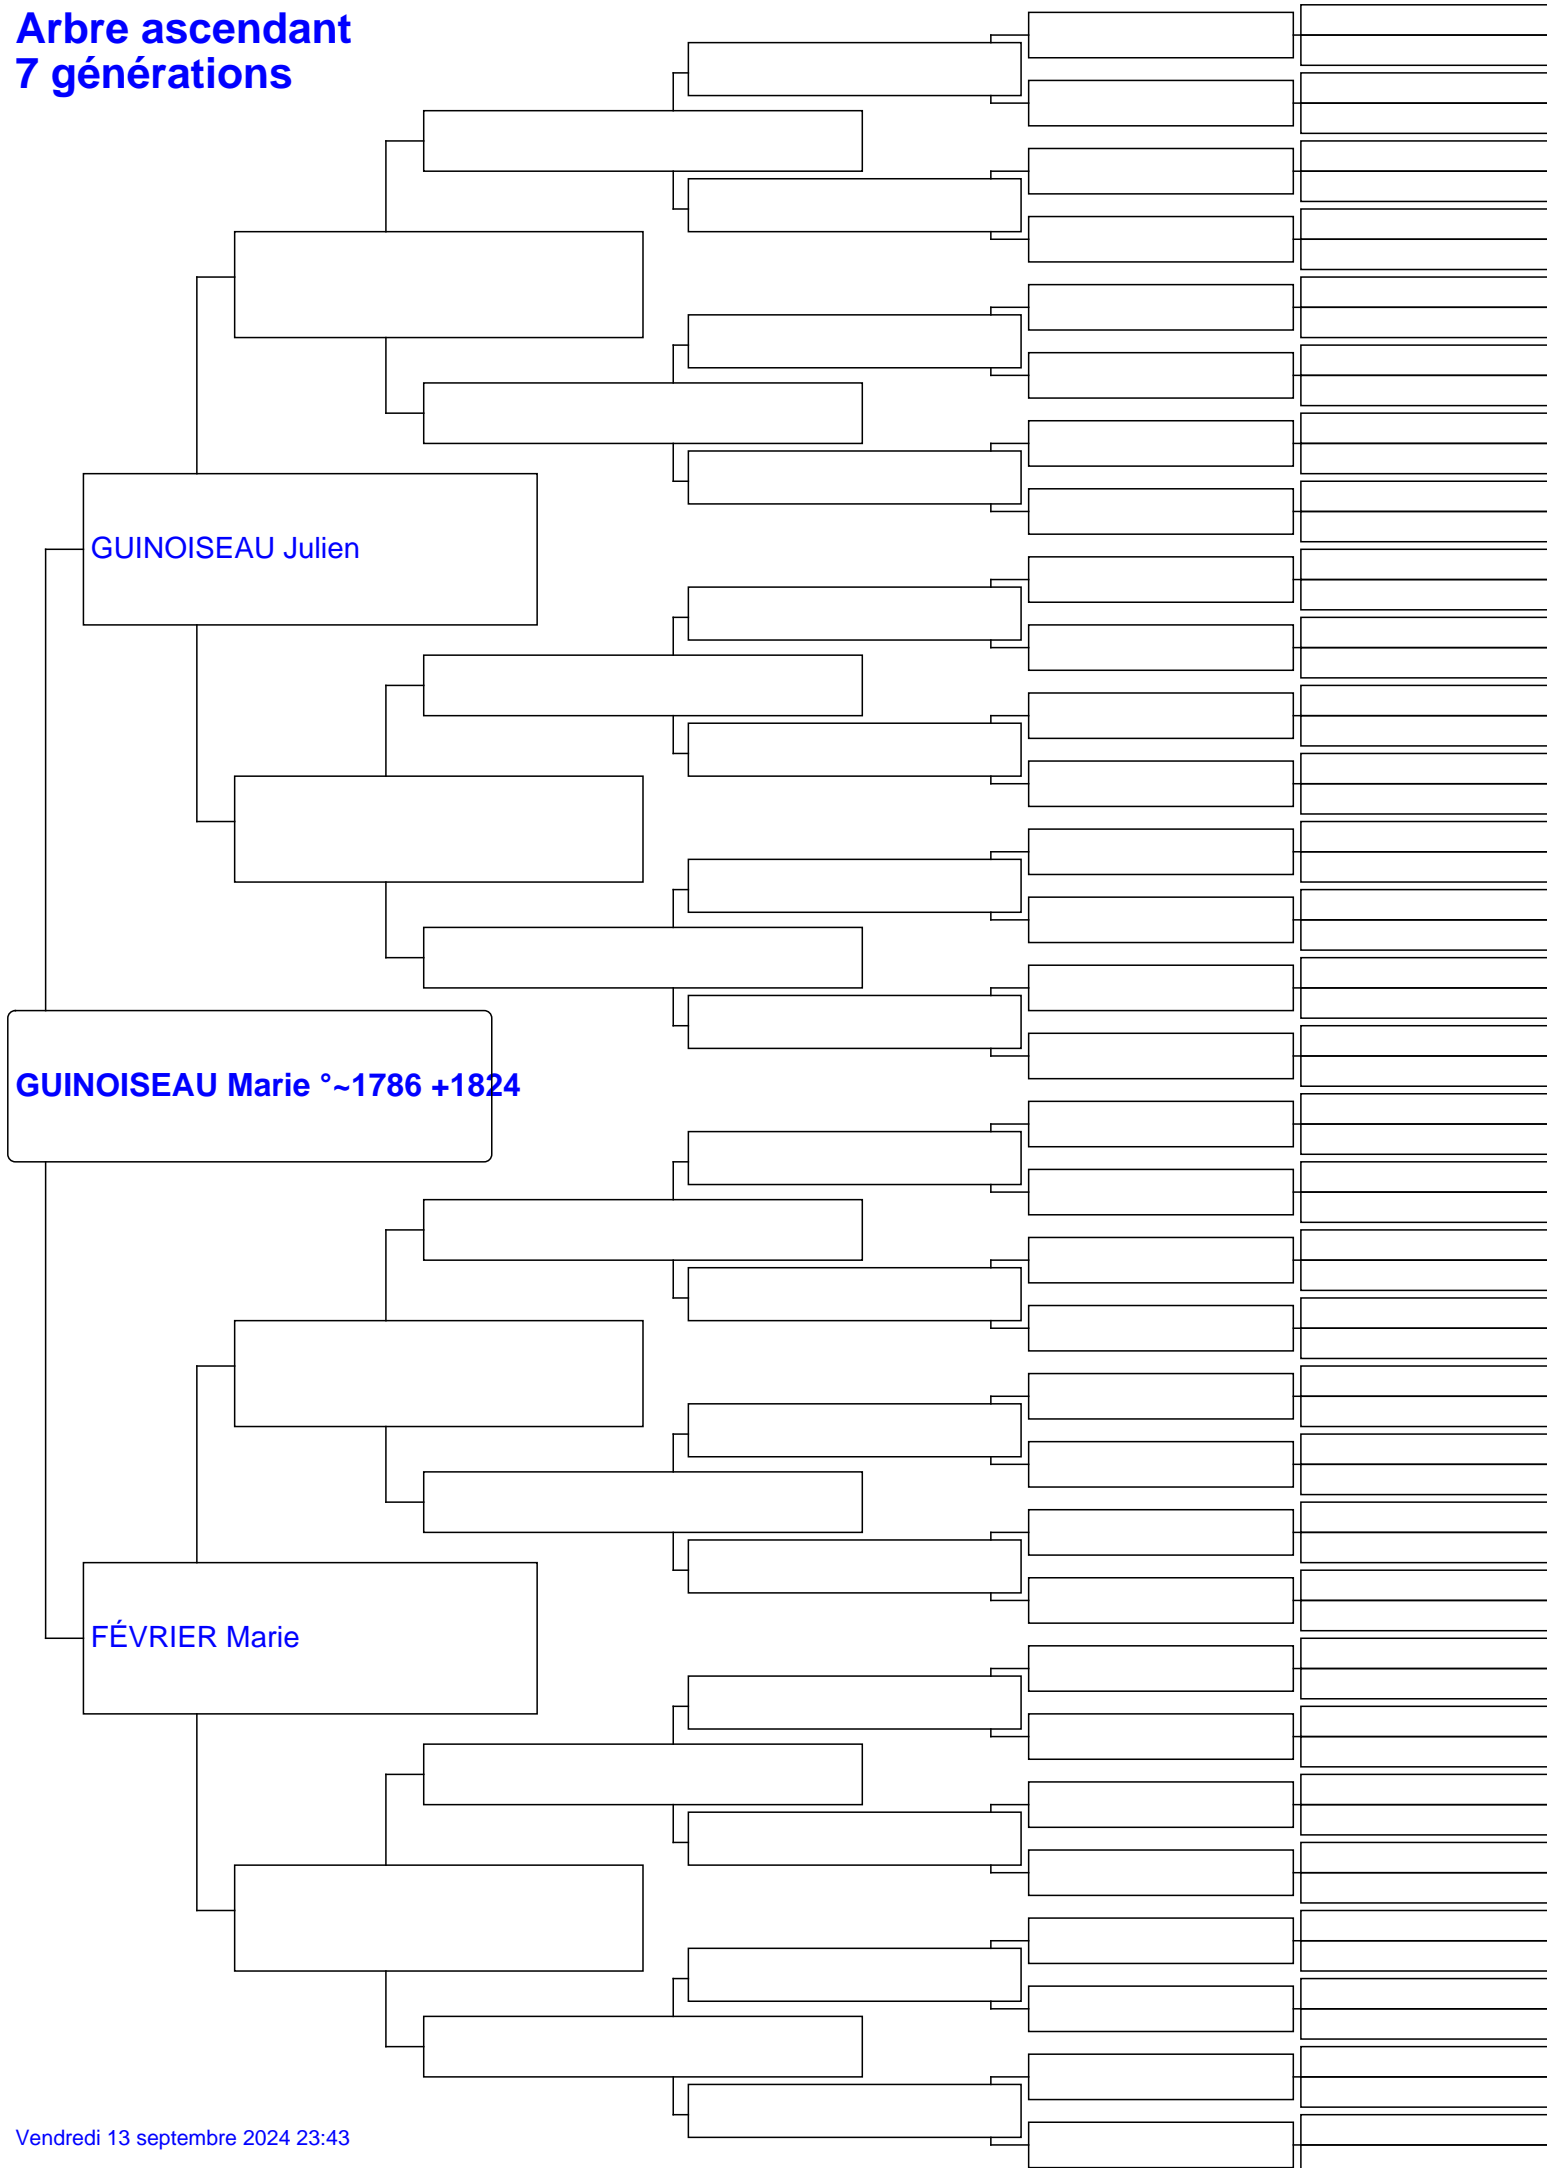 Arbre ascendant
7 générations
GUINOISEAU Julien
GUINOISEAU Marie °~1786 +1824
FÉVRIER Marie
Vendredi 13 septembre 2024 23:43